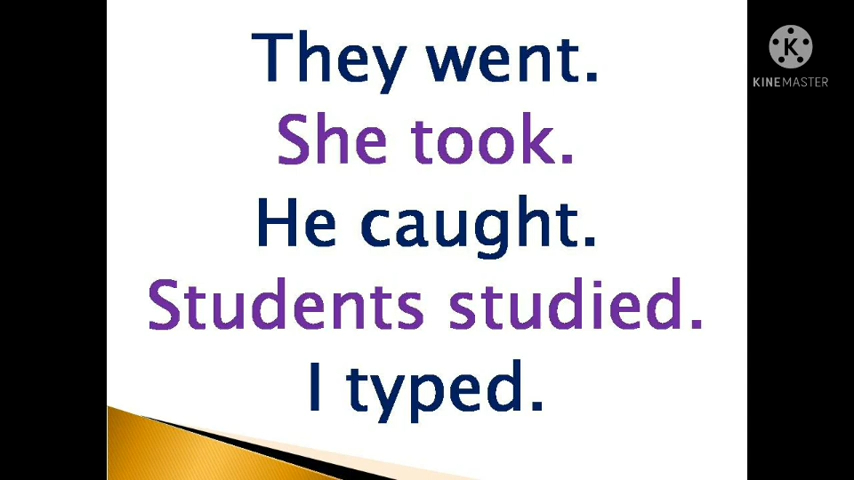 They went.
She took.
He caught.
Students studied.
I typed.
K
KINEMASTER